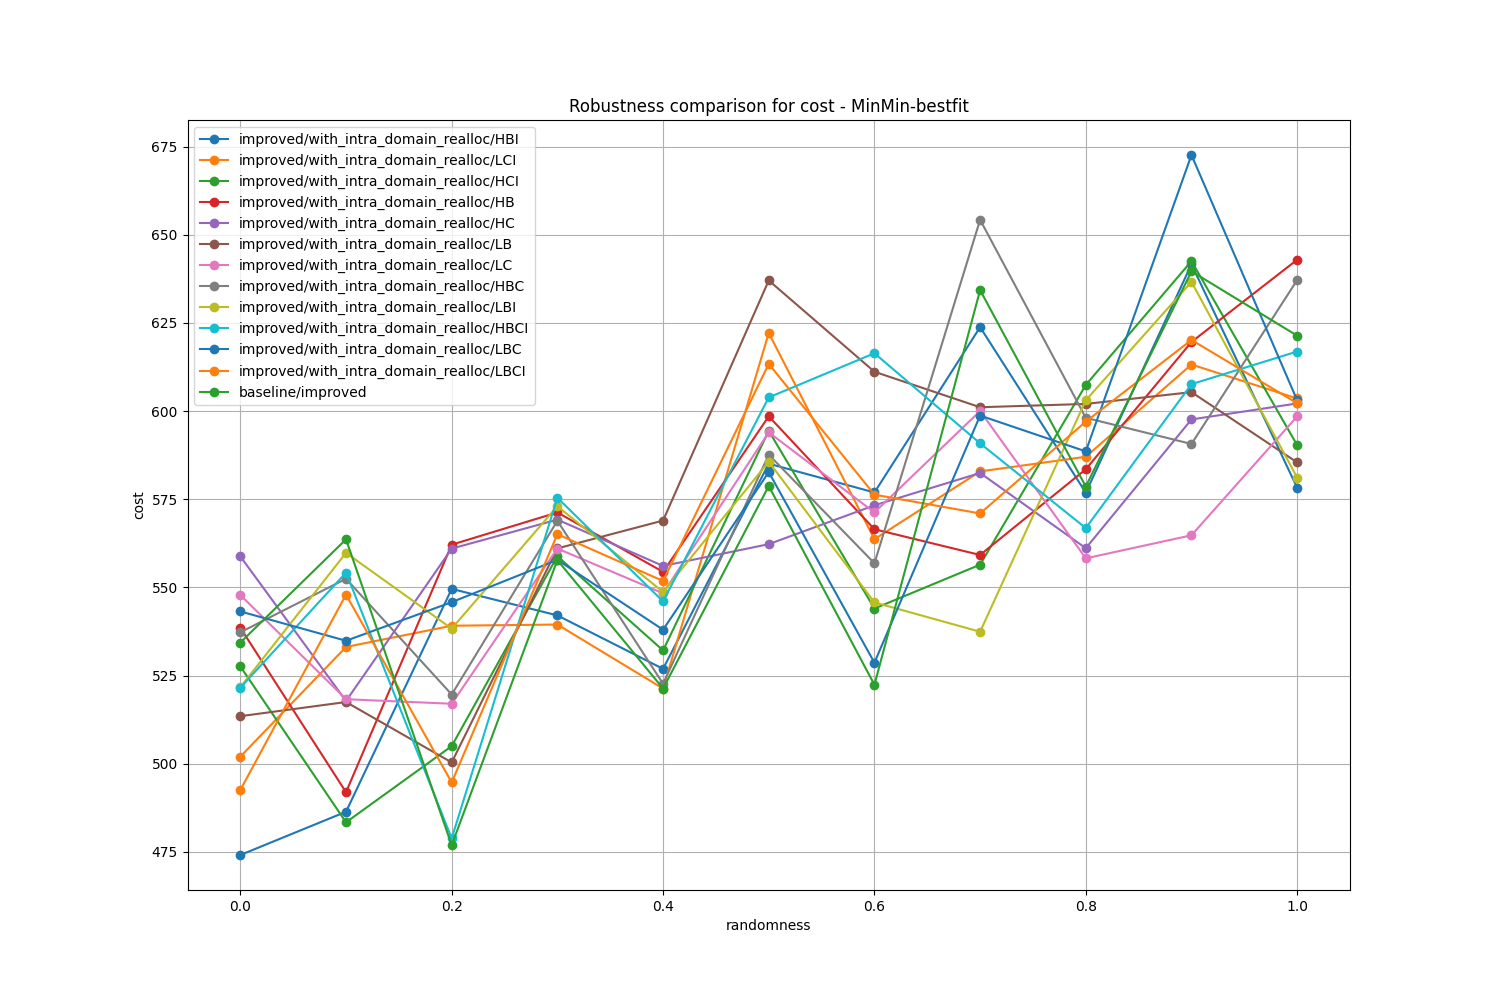 Robustness comparison for cost - MinMin-bestfit
improved/with_intra_domain_realloc/HBI
improved/with_intra_domain_realloc/LCI
improved/with_intra_domain_realloc/HCI
improved/with_intra_domain_realloc/HB
improved/with_intra_domain_realloc/HC
improved/with_intra_domain_realloc/LB
improved/with_intra_domain_realloc/LC
improved/with_intra_domain_realloc/HBC
improved/with_intra_domain_realloc/LBI
improved/with_intra_domain_realloc/HBCI
improved/with_intra_domain_realloc/LBC
improved/with_intra_domain_realloc/LBCI
baseline/improved
675
650
625
600
575
550
525
500
475
cost
0.0 0.2 0.4 0.6 0.8 1.0
randomness